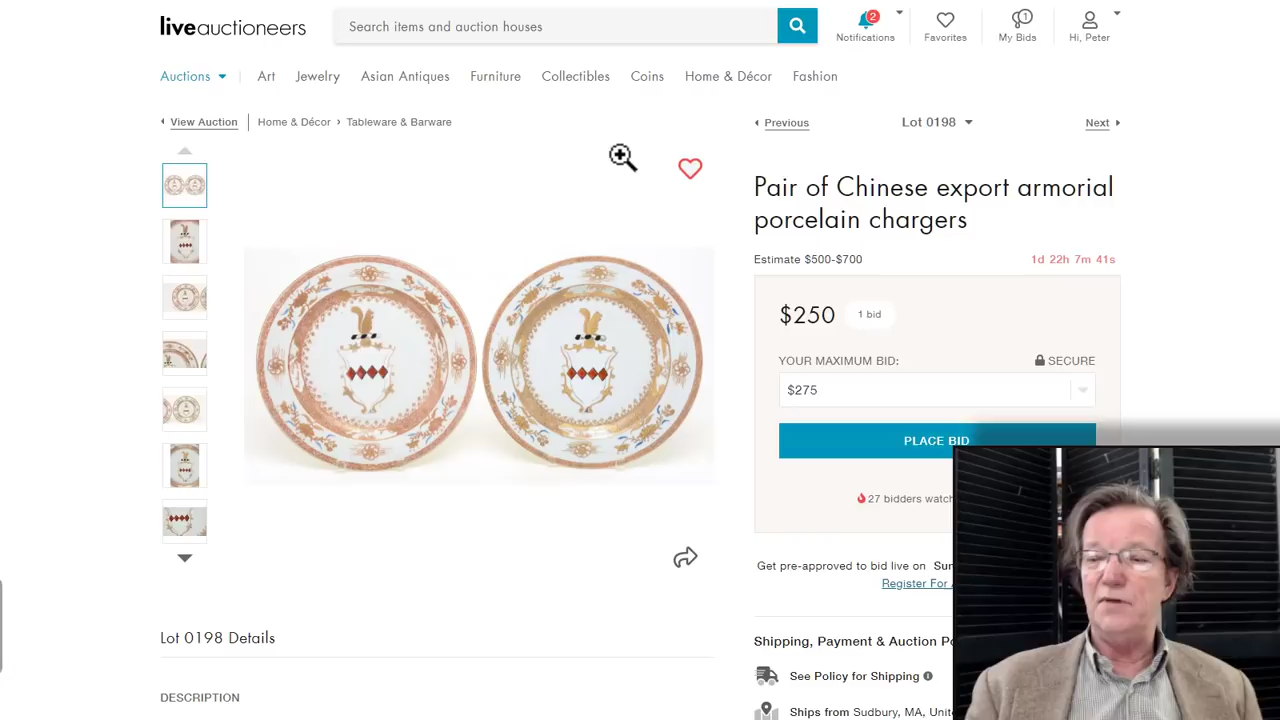 liveauctioneers
Search items and auction houses
2
Notifications
Favorites
1
My Bids
Hi, Peter
Auctions
Art
Jewelry
Asian Antiques
Furniture
Collectibles
Coins
Home & Décor
Fashion
View Auction
Home & Décor › Tableware & Barware
Previous
Lot 0198
Next
Pair of Chinese export armorial
porcelain chargers
Estimate $500-$700
1d 22h 7m 41s
$250
1 bid
YOUR MAXIMUM BID:
SECURE
$275
PLACE BID
27 bidders watch
Get pre-approved to bid live on Sun
Register For
Lot 0198 Details
Shipping, Payment & Auction
See Policy for Shipping
DESCRIPTION
Ships from Sudbury, MA,